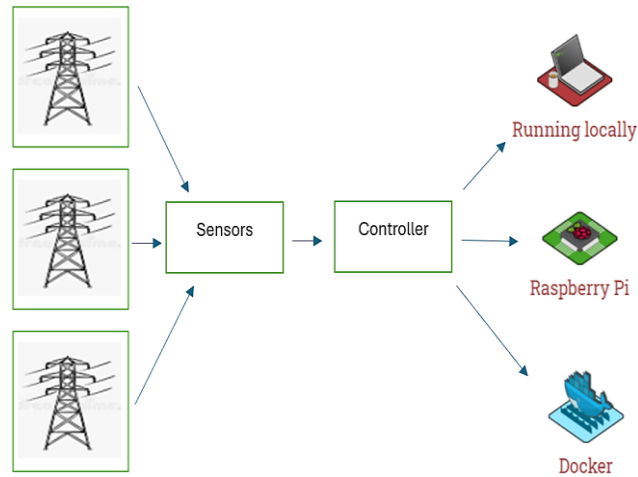 Sensors
Controller
Running locally
Raspberry Pi
Docker